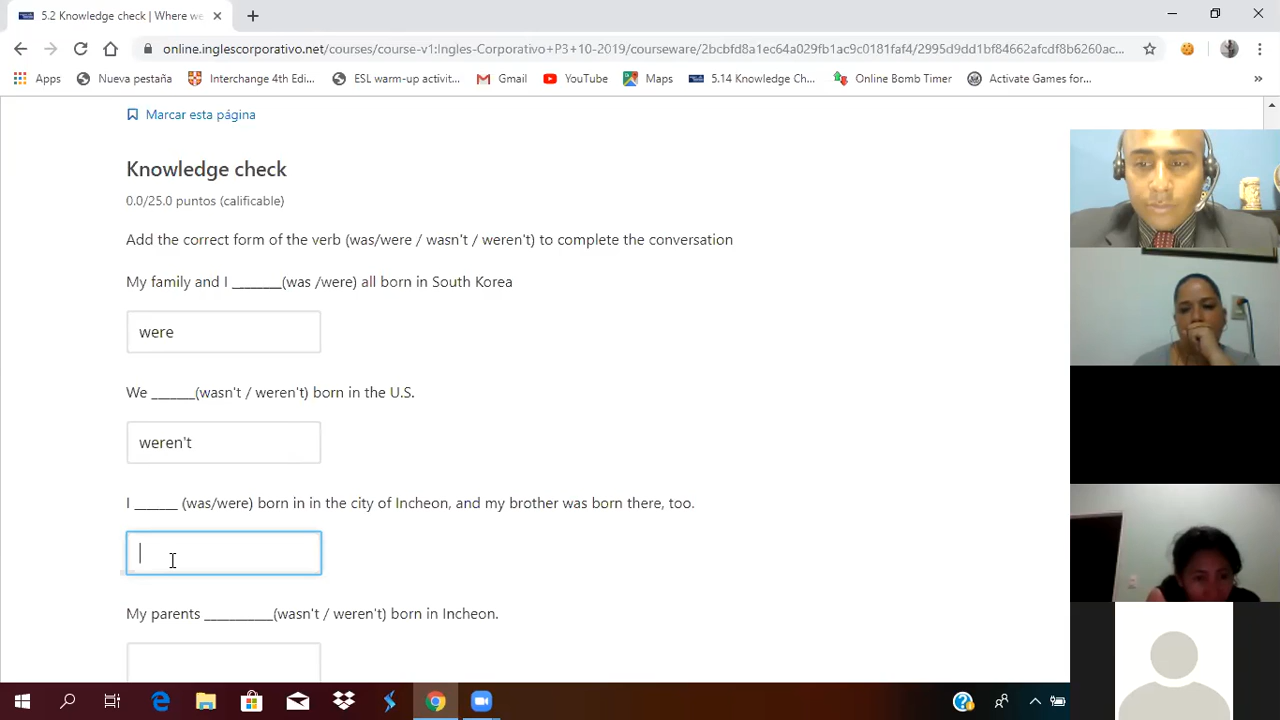 5.2 Knowledge check | Where we
online.inglescorporativo.net/courses/course-v1:Ingles-Corporativo+P3+10-2019/courseware/2bcbfd8a1ec64a029fb1ac9c0181faf4/2995d9dd1bf84662afcdf8b6260ac...
Apps Nueva pestaña Interchange 4th Edi... ESL warm-up activit... Gmail YouTube Maps 5.14 Knowledge Ch... Online Bomb Timer Activate Games for... »
Marcar esta página
Knowledge check
0.0/25.0 puntos (calificable)
Add the correct form of the verb (was/were / wasn't / weren't) to complete the conversation
My family and I ________(was /were) all born in South Korea
were
We _______(wasn't / weren't) born in the U.S.
weren't
I _______ (was/were) born in in the city of Incheon, and my brother was born there, too.
My parents ___________(wasn't / weren't) born in Incheon.